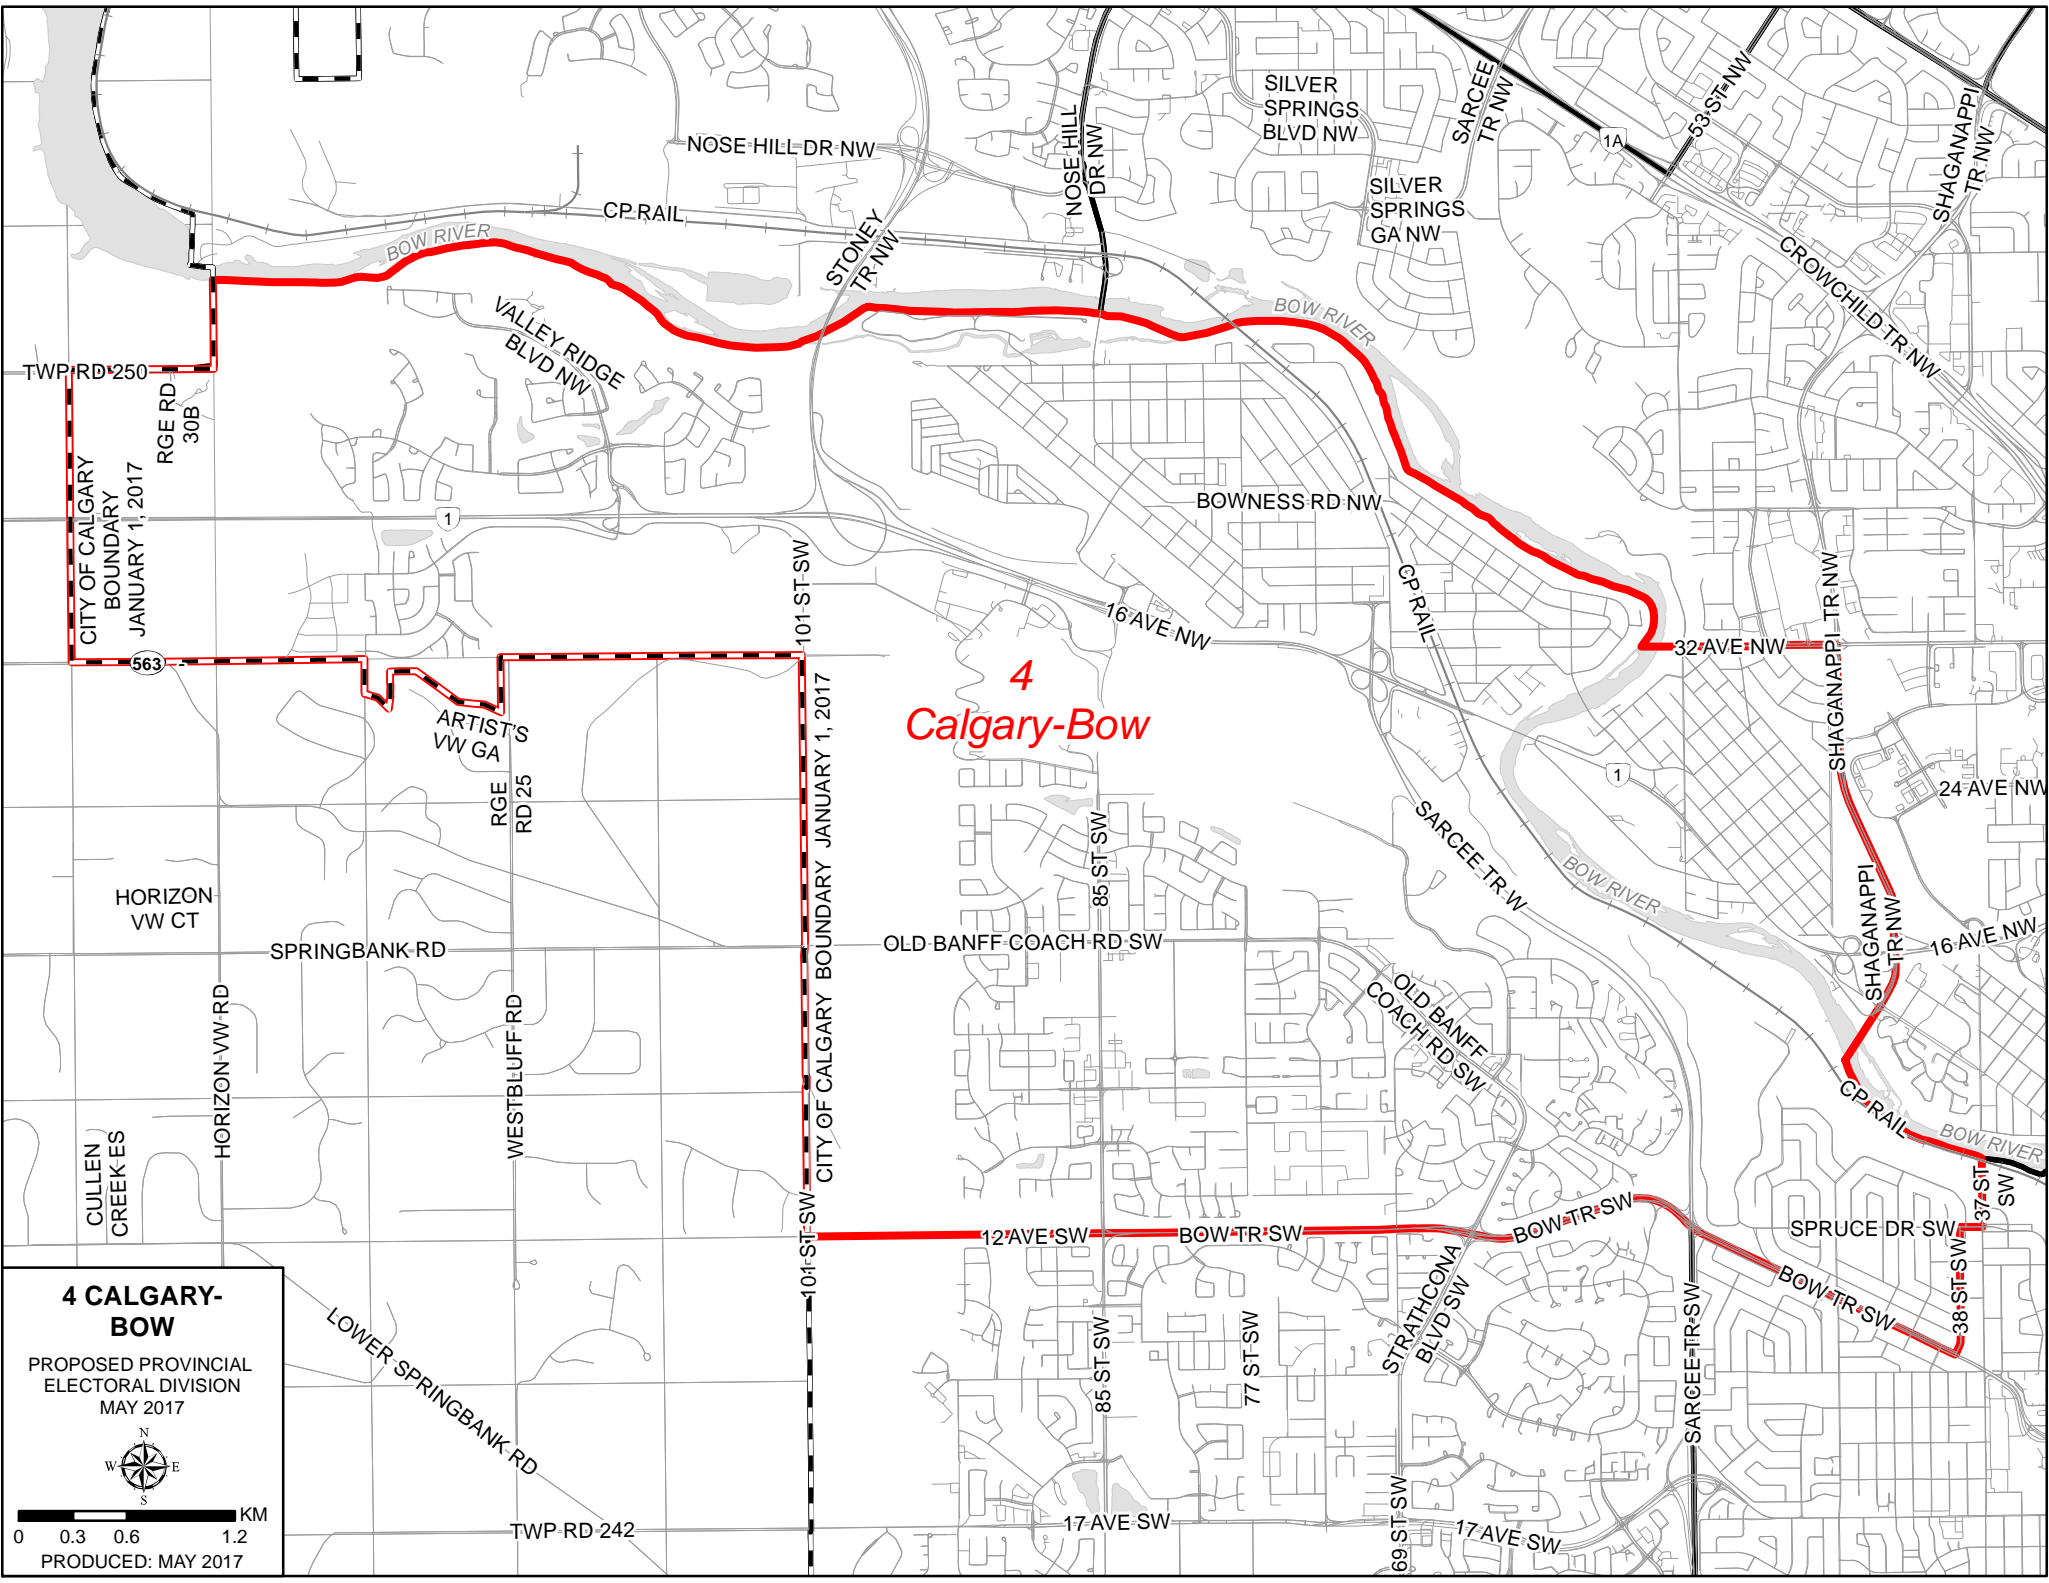 SILVER
SPRINGS
BLVD NW
SARCEE
TR NW
53 ST NW
1A
SHAGANAPPI
TR NW
NOSE HILL DR NW
NOSE HILL
DR NW
SILVER
SPRINGS
GA NW
CP RAIL
BOW RIVER
STONEY
TR NW
CROWCHILD TR NW
BOW RIVER
VALLEY RIDGE
BLVD NW
TWP RD 250
RGE RD
30B
CITY OF CALGARY
BOUNDARY
JANUARY 1, 2017
1
BOWNESS RD NW
101 ST SW
CP RAIL
16 AVE NW
SHAGANAPPI TR NW
32 AVE NW
563
4
Calgary-Bow
ARTIST'S
VW GA
RGE
RD 25
CITY OF CALGARY BOUNDARY JANUARY 1, 2017
SHAGANAPPI
1
24 AVE NW
85 ST SW
SARCEE TR W
BOW RIVER
HORIZON
VW CT
SPRINGBANK RD
OLD BANFF COACH RD SW
SHAGANAPPI
TR NW
16 AVE NW
OLD BANFF
COACH RD SW
HORIZON VW RD
WESTBLUFF RD
CULLEN
CREEK ES
CP RAIL
BOW RIVER
37 ST
SW
101 ST SW
12 AVE SW
BOW TR SW
BOW TR SW
SPRUCE DR SW
38 ST SW
BOW TR SW
STRATHCONA
BLVD SW
SARCEE TR SW
85 ST SW
77 ST SW
LOWER SPRINGBANK RD
TWP RD 242
17 AVE SW
69 ST SW
17 AVE SW
4 CALGARY-
BOW
PROPOSED PROVINCIAL
ELECTORAL DIVISION
MAY 2017
N
W E
S
KM
0 0.3 0.6 1.2
PRODUCED: MAY 2017